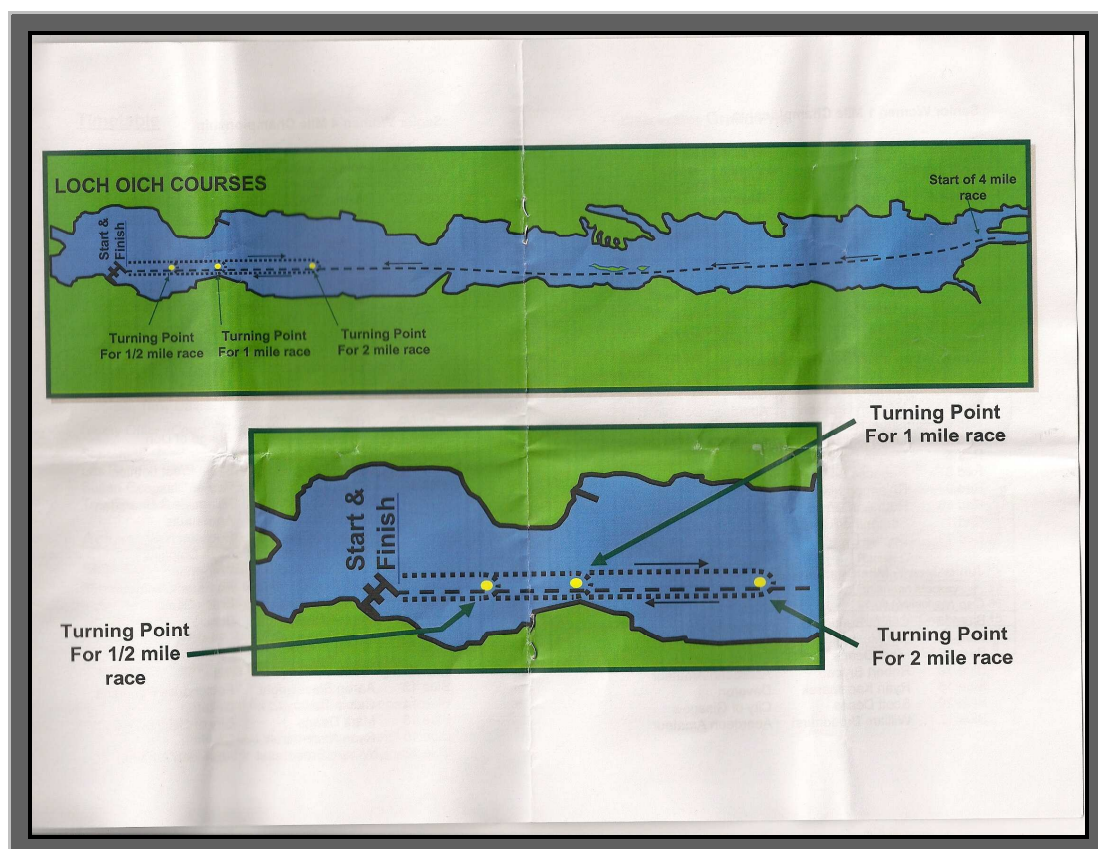 LOCH OICH COURSES
Start of 4 mile
race
Start &
Finish
Turning Point
For 1/2 mile race
Turning Point
For 1 mile race
Turning Point
For 2 mile race
Turning Point
For 1 mile race
Start &
Finish
Turning Point
For 1/2 mile
race
Turning Point
For 2 mile race